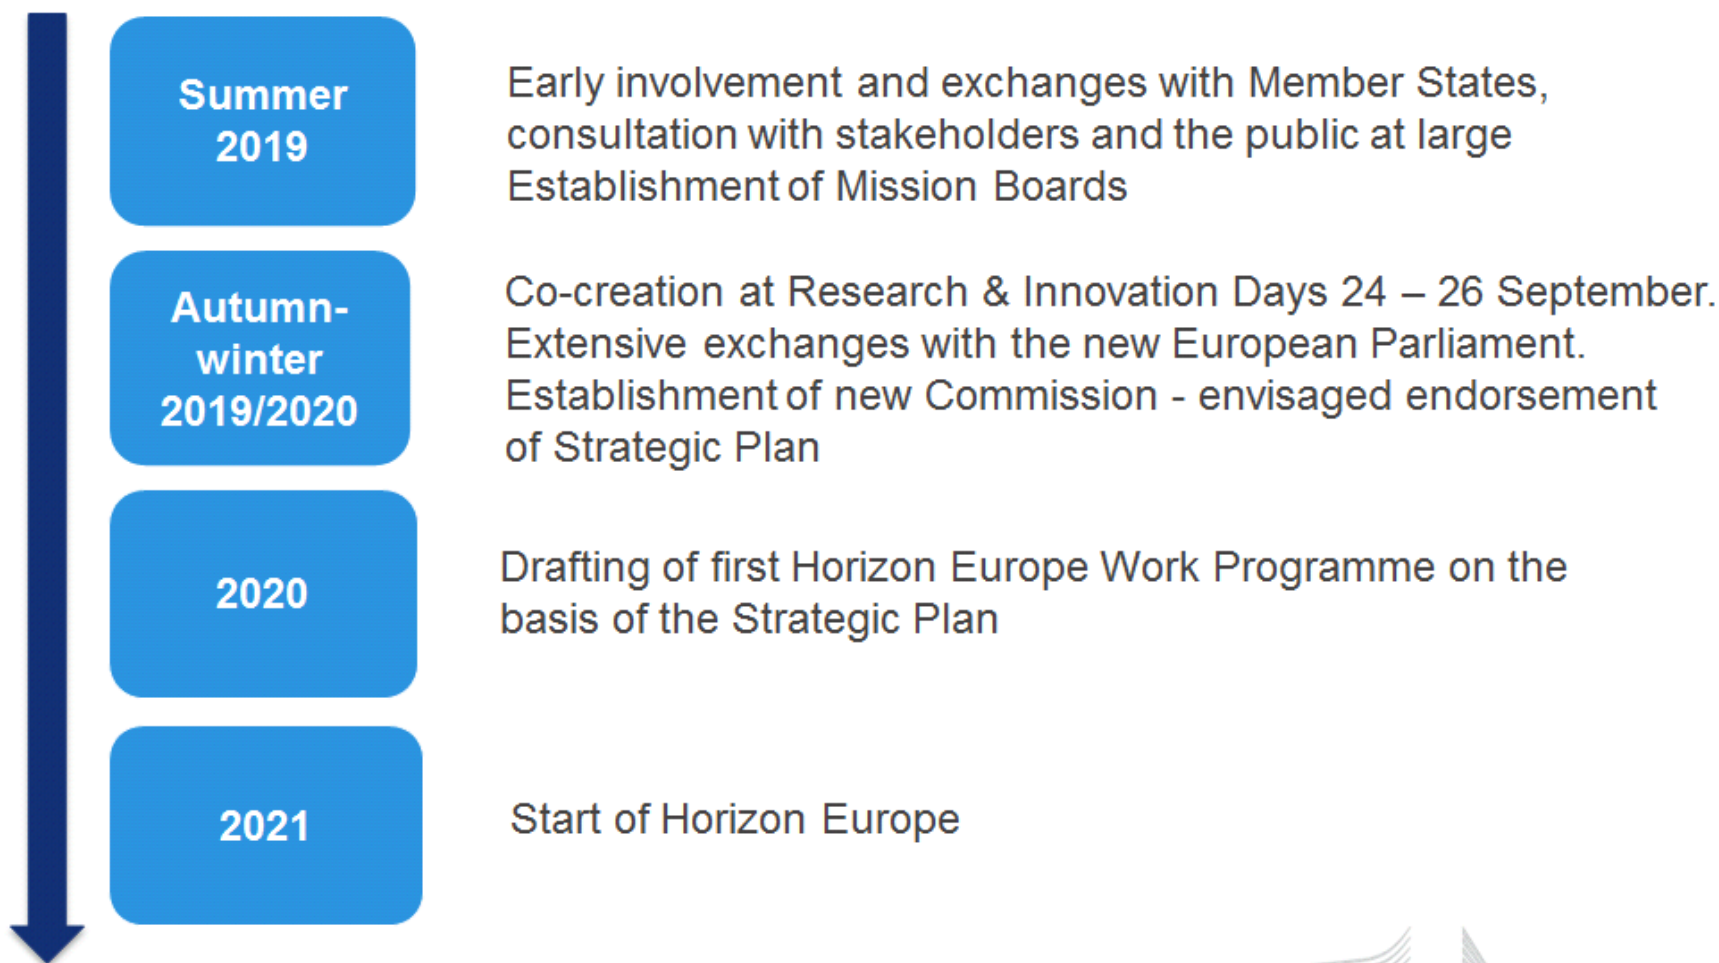 Summer
2019
Early involvement and exchanges with Member States,
consultation with stakeholders and the public at large
Establishment of Mission Boards
Autumn-
winter
2019/2020
Co-creation at Research & Innovation Days 24 – 26 September.
Extensive exchanges with the new European Parliament.
Establishment of new Commission - envisaged endorsement
of Strategic Plan
2020
Drafting of first Horizon Europe Work Programme on the
basis of the Strategic Plan
2021
Start of Horizon Europe